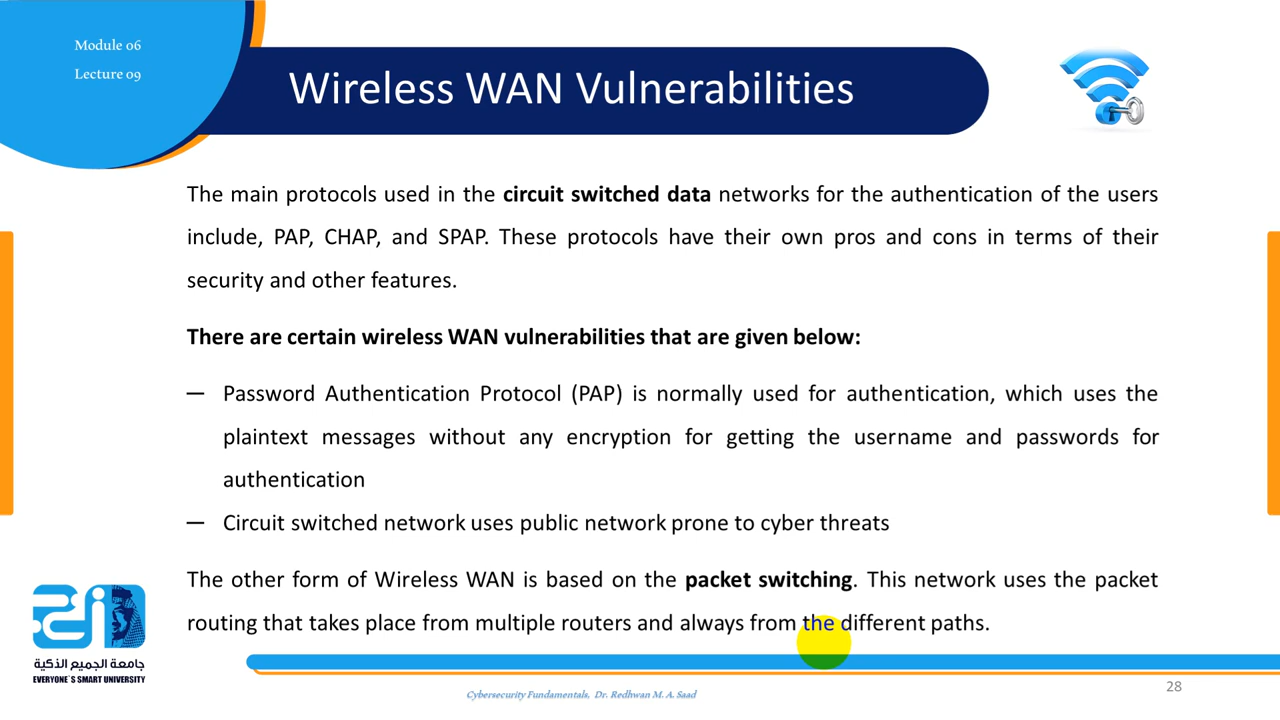 Module 06
Lecture 09
Wireless WAN Vulnerabilities
The main protocols used in the circuit switched data networks for the authentication of the users
include, PAP, CHAP, and SPAP. These protocols have their own pros and cons in terms of their
security and other features.
There are certain wireless WAN vulnerabilities that are given below:
— Password Authentication Protocol (PAP) is normally used for authentication, which uses the
plaintext messages without any encryption for getting the username and passwords for
authentication
— Circuit switched network uses public network prone to cyber threats
The other form of Wireless WAN is based on the packet switching. This network uses the packet
routing that takes place from multiple routers and always from the different paths.
جامعة الجميع الذكية
EVERYONE`S SMART UNIVERSITY
Cybersecurity Fundamentals, Dr. Redhwan M. A. Saad
28